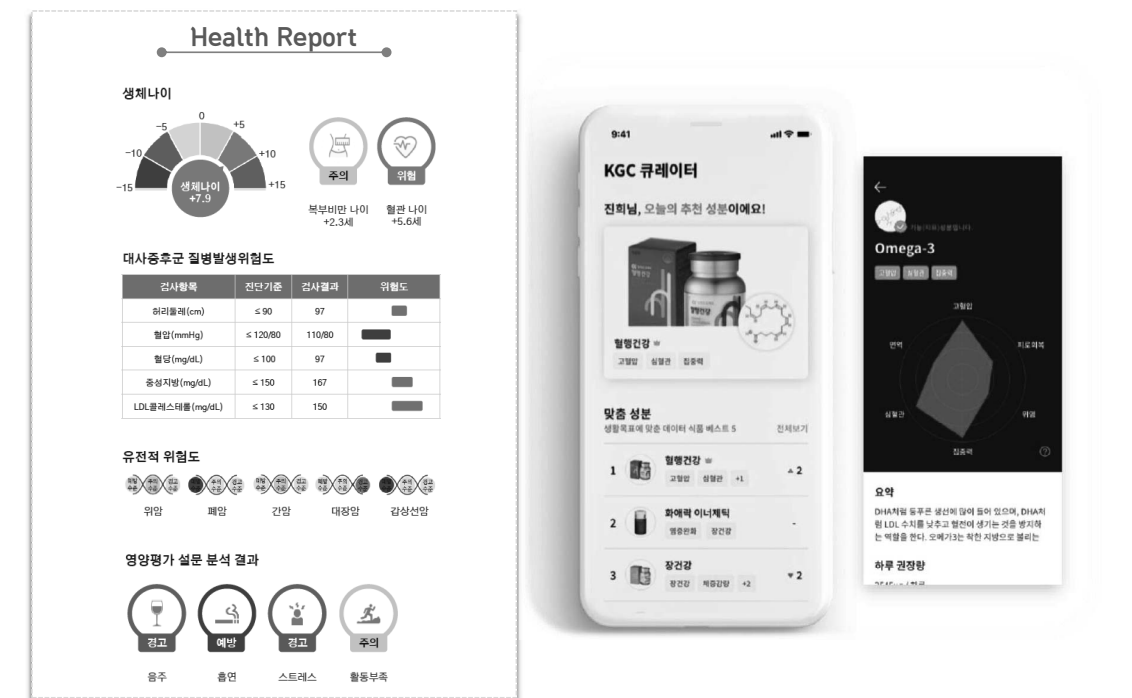 Health Report
생체나이
-15
-10
-5
0
+5
+10
+15
생체나이
+7.9
주의
위험
복부비만 나이
+2.3세
혈관 나이
+5.6세
대사증후군 질병발생위험도
검사항목 진단기준 검사결과 위험도
허리둘레(cm) ≤ 90 97
혈압(mmHg) ≤ 120/80 110/80
혈당(mg/dL) ≤ 100 97
중성지방(mg/dL) ≤ 150 167
LDL콜레스테롤(mg/dL) ≤ 130 150
유전적 위험도
위암 폐암 간암 대장암 갑상선암
영양평가 설문 분석 결과
경고 예방 경고 주의
음주 흡연 스트레스 활동부족
9:41
KGC 큐레이터
진희님, 오늘의 추천 성분이에요!
혈행건강
고혈압 심혈관 집중력
맞춤 성분
생활목표에 맞춘 데이터 식품 베스트 5 전체보기
1 혈행건강 ▲ 2
고혈압 심혈관 +1
2 화애락 이너제틱 -
염증완화 장건강
3 장건강 ▼ 2
장건강 체중감량 +2
←
Omega-3
고혈압 심혈관 집중력
고혈압
면역 피로회복
심혈관 위염
집중력
요약
DHA처럼 등푸른 생선에 많이 들어 있으며, DHA처
럼 LDL 수치를 낮추고 혈전이 생기는 것을 방지하
는 역할을 한다. 오메가3는 착한 지방으로 불리는
하루 권장량